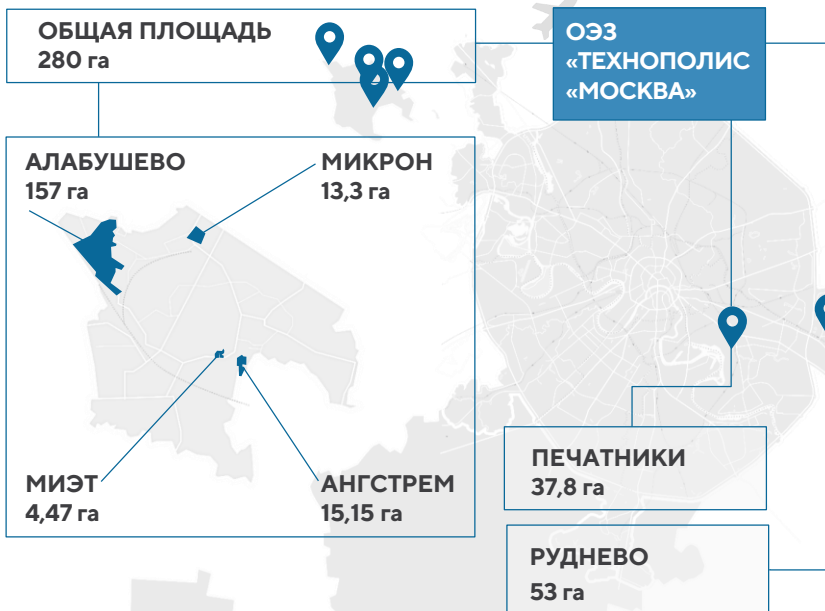 ОБЩАЯ ПЛОЩАДЬ
280 га
ОЭЗ
«ТЕХНОПОЛИС
«МОСКВА»
АЛАБУШЕВО
157 га
МИКРОН
13,3 га
МИЭТ
4,47 га
АНГСТРЕМ
15,15 га
ПЕЧАТНИКИ
37,8 га
РУДНЕВО
53 га